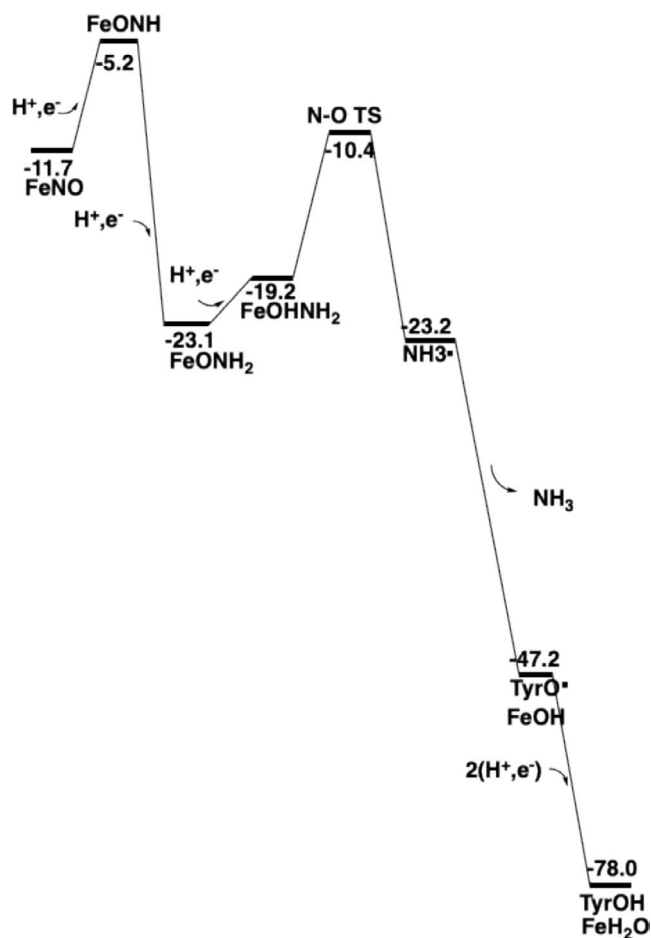 FeONH
-5.2
H⁺,e⁻
-11.7
FeNO
N-O TS
-10.4
H⁺,e⁻
H⁺,e⁻
-19.2
FeOHNH₂
-23.1
FeONH₂
-23.2
NH3▪
NH₃
-47.2
TyrO▪
FeOH
2(H⁺,e⁻)
-78.0
TyrOH
FeH₂O